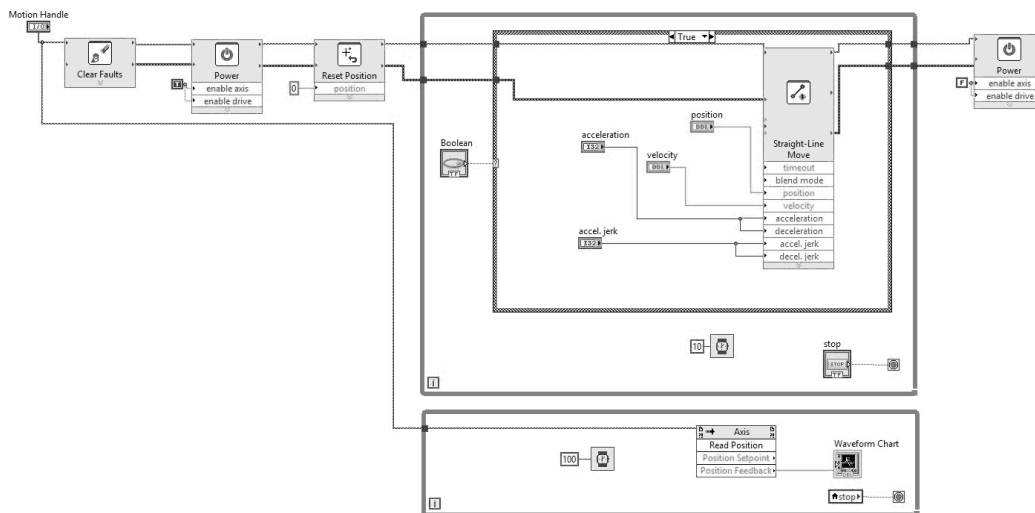 Motion Handle
I/O
Clear Faults
Power
enable axis
enable drive
T
Reset Position
position
0
True
Boolean
TF
?
acceleration
I32
position
DBL
velocity
DBL
accel. jerk
I32
Straight-Line
Move
timeout
blend mode
position
velocity
acceleration
deceleration
accel. jerk
decel. jerk
Power
enable axis
enable drive
F
10
stop
STOP
TF
i
Axis
Read Position
Position Setpoint
Position Feedback
100
Waveform Chart
stop
i